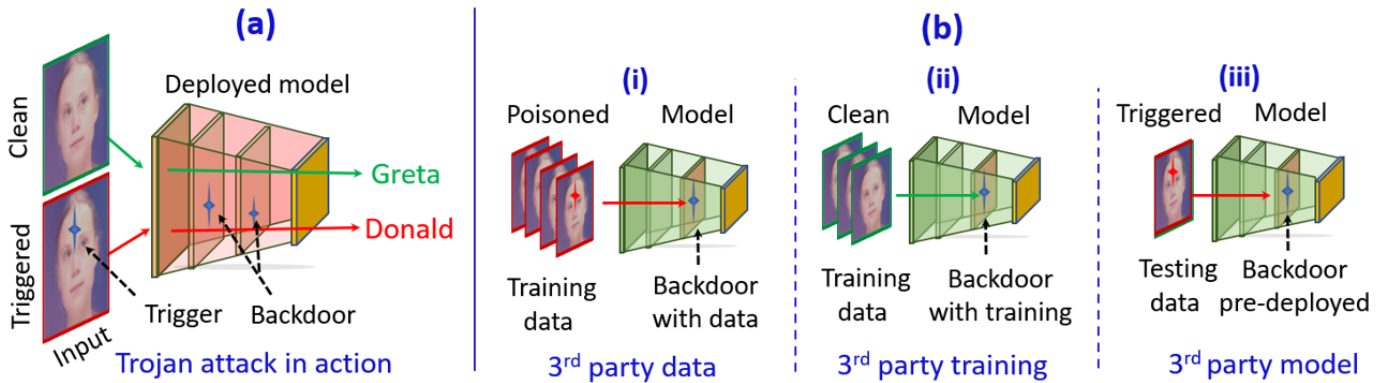 (a)
Deployed model
Clean
Triggered
Input
Greta
Donald
Trigger
Backdoor
Trojan attack in action
(b)
(i)
Poisoned
Model
Training
data
Backdoor
with data
3rd party data
(ii)
Clean
Model
Training
data
Backdoor
with training
3rd party training
(iii)
Triggered
Model
Testing
data
Backdoor
pre-deployed
3rd party model